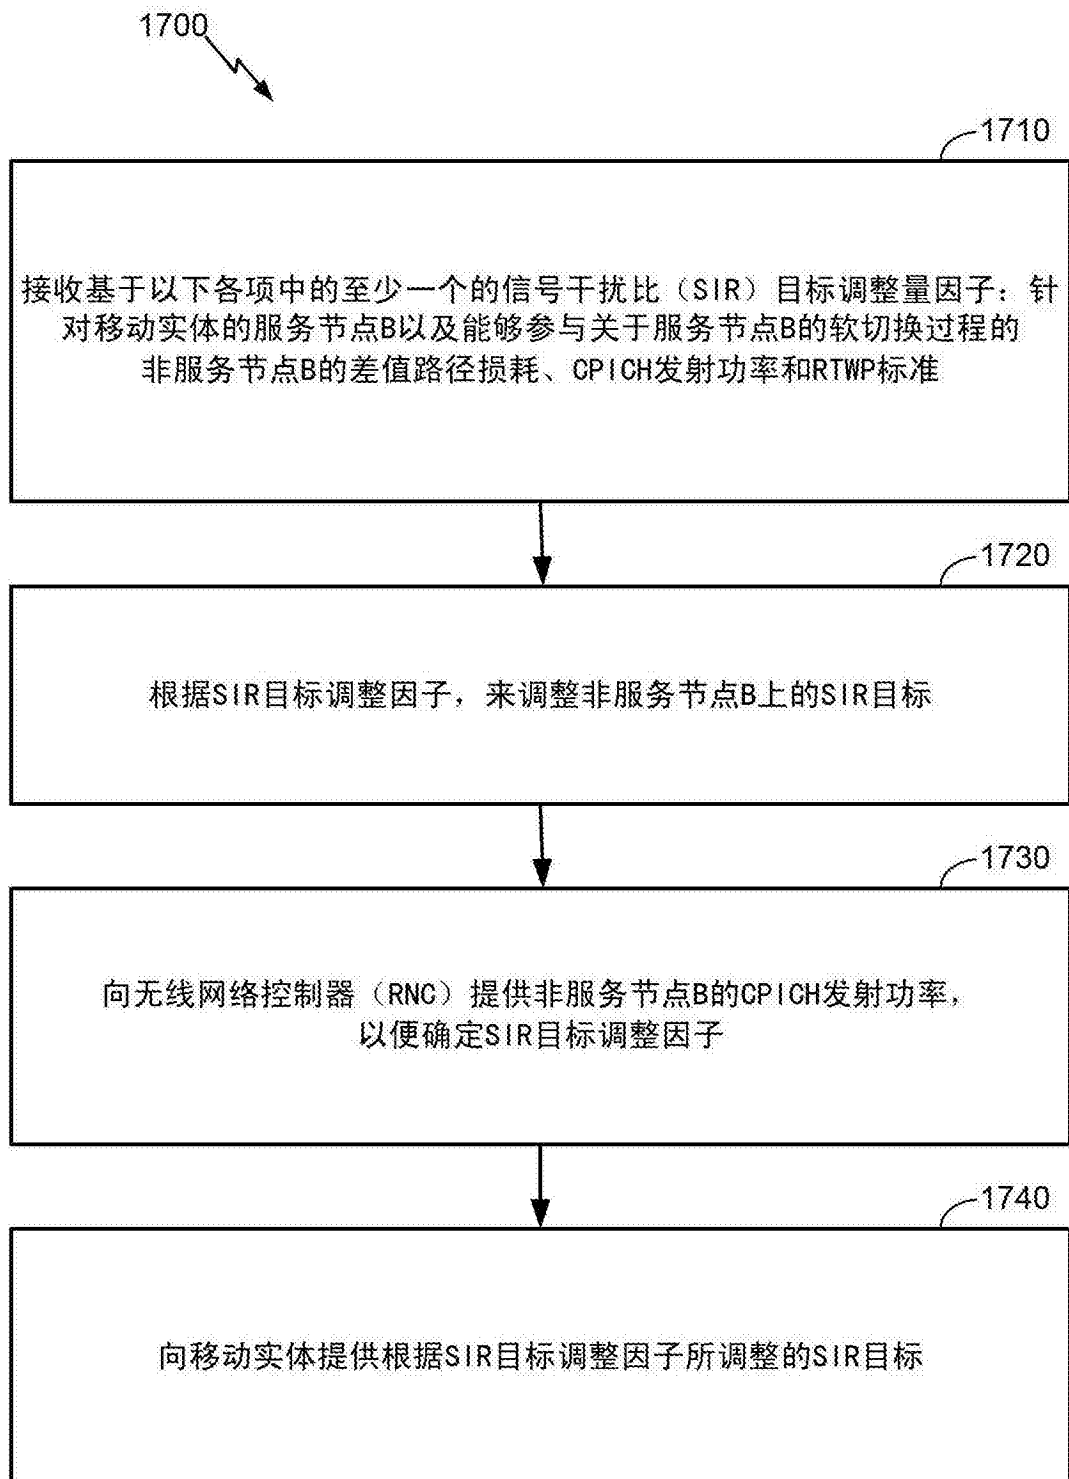 1700
1710
接收基于以下各项中的至少一个的信号干扰比（SIR）目标调整量因子：针
对移动实体的服务节点B以及能够参与关于服务节点B的软切换过程的
非服务节点B的差值路径损耗、CPICH发射功率和RTWP标准
1720
根据SIR目标调整因子，来调整非服务节点B上的SIR目标
1730
向无线网络控制器（RNC）提供非服务节点B的CPICH发射功率，
以便确定SIR目标调整因子
1740
向移动实体提供根据SIR目标调整因子所调整的SIR目标